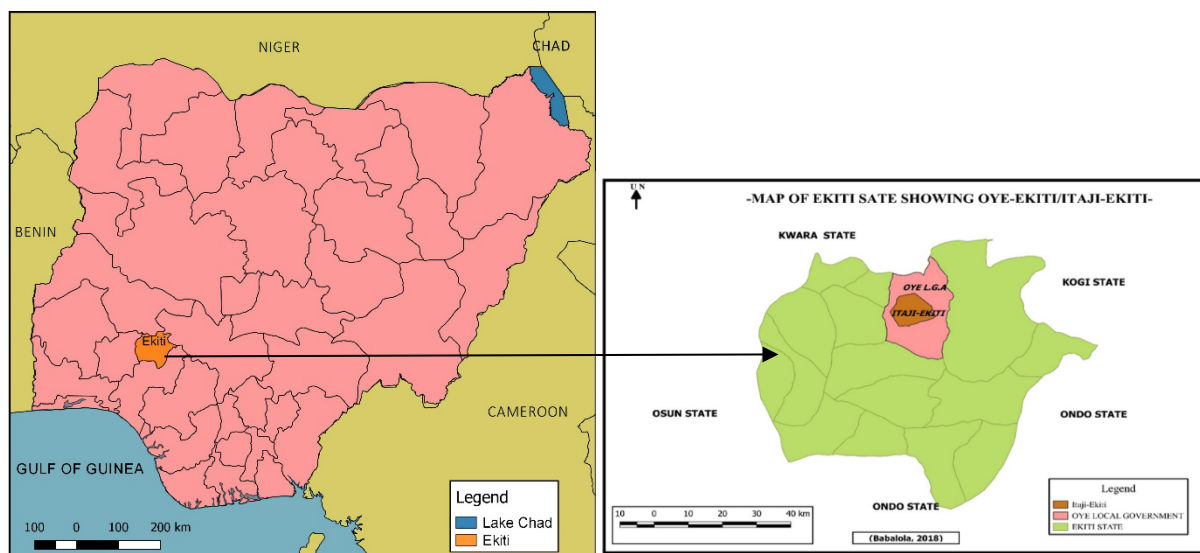 NIGER
CHAD
BENIN
Ekiti
CAMEROON
GULF OF GUINEA
100 0 100 200 km
Legend
Lake Chad
Ekiti
U N
-MAP OF EKITI SATE SHOWING OYE-EKITI/ITAJI-EKITI-
KWARA STATE
OYE L.G.A
KOGI STATE
ITAJI-EKITI
OSUN STATE
ONDO STATE
ONDO STATE
10 0 10 20 40 km
Legend
Itaji-Ekiti
OYE LOCAL GOVERNMENT
EKITI STATE
(Babalola, 2018)